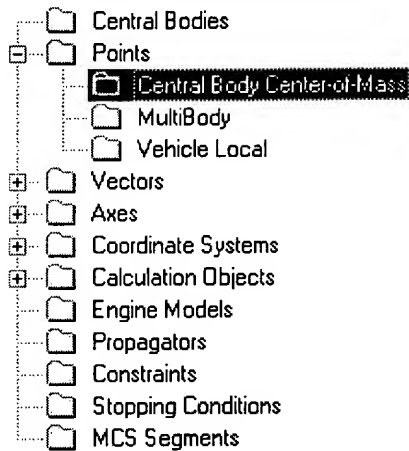 Central Bodies
Points
Central Body Center-of-Mass
MultiBody
Vehicle Local
Vectors
Axes
Coordinate Systems
Calculation Objects
Engine Models
Propagators
Constraints
Stopping Conditions
MCS Segments